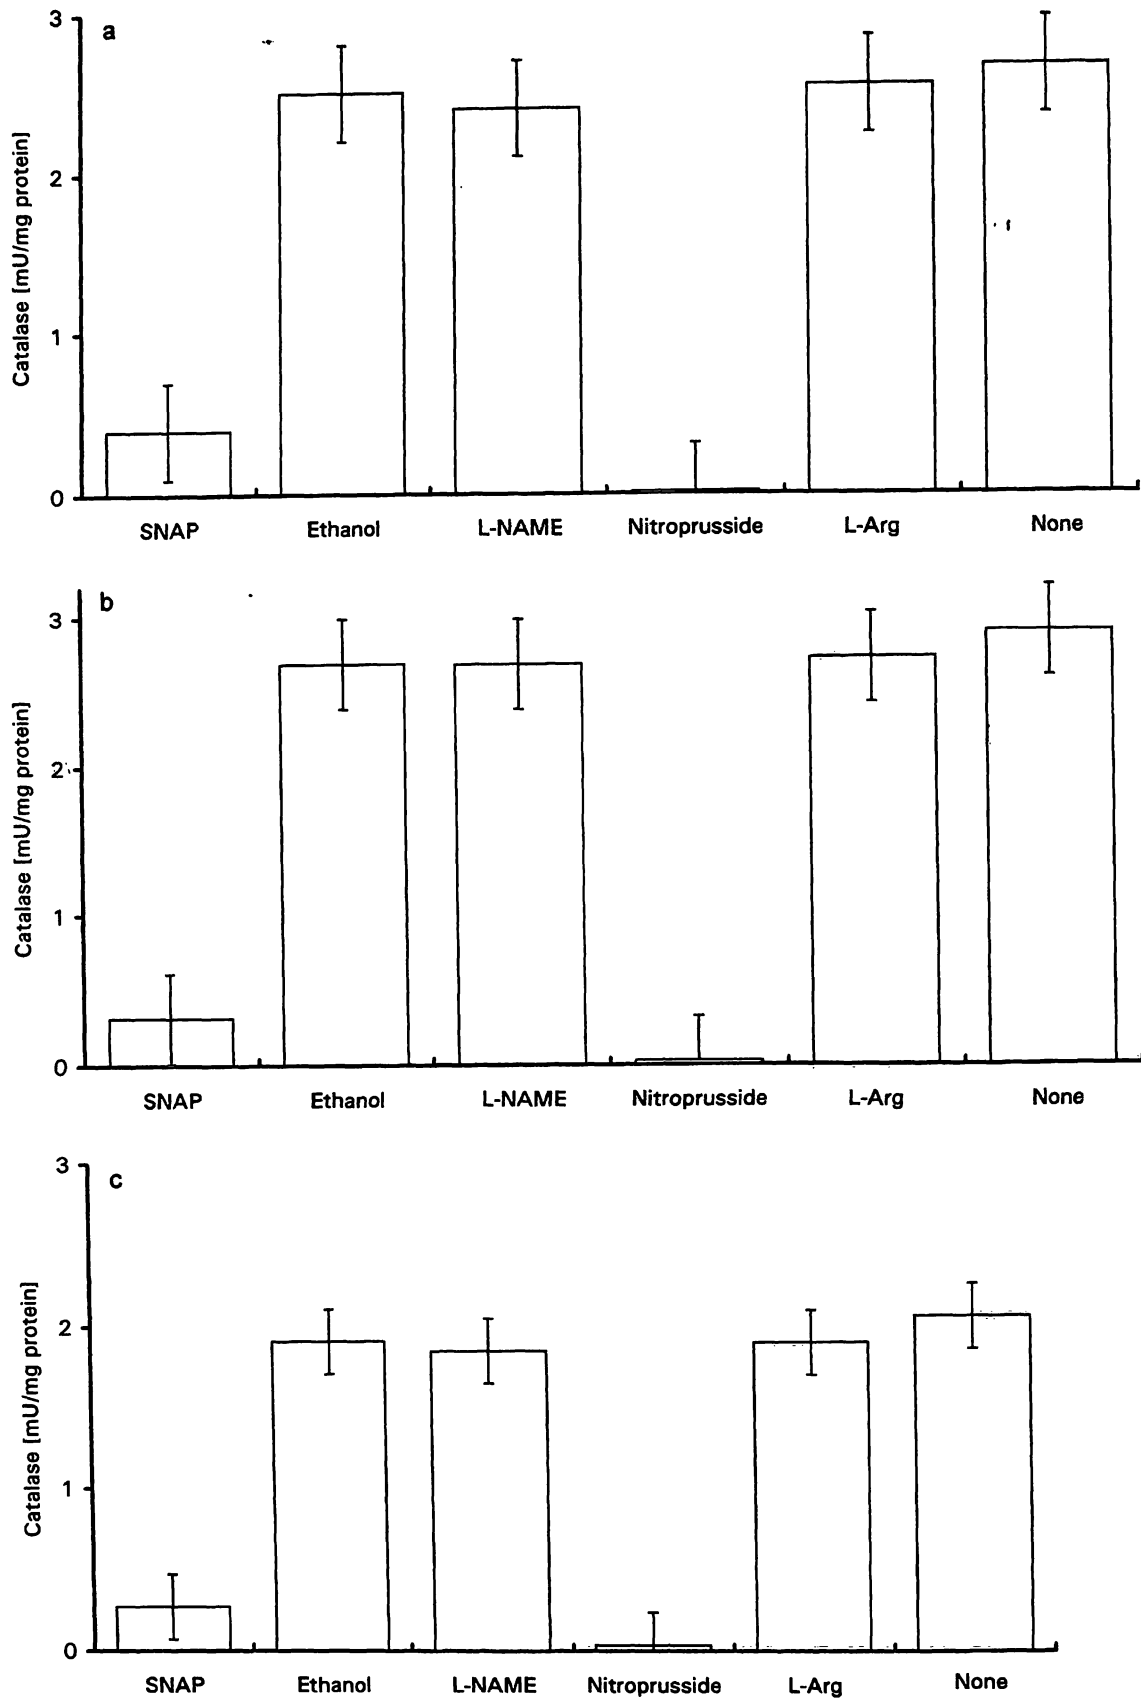 a
Catalase [mU/mg protein]
3
2
1
0
SNAP Ethanol L-NAME Nitroprusside L-Arg None
b
Catalase [mU/mg protein]
3
2
1
0
SNAP Ethanol L-NAME Nitroprusside L-Arg None
c
Catalase [mU/mg protein]
3
2
1
0
SNAP Ethanol L-NAME Nitroprusside L-Arg None